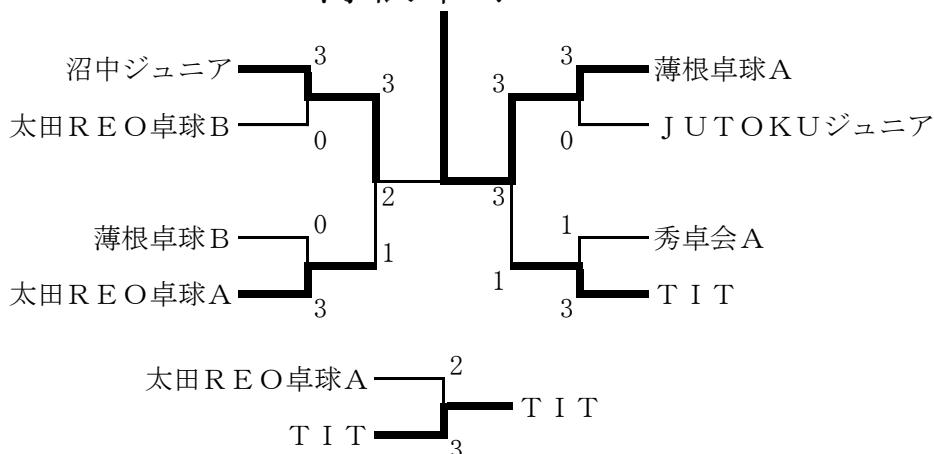 沼中ジュニア 3 3 薄根卓球A
3 3
太田REO卓球B 0 0 JUTOKUジュニア
2 3
薄根卓球B 0 1 秀卓会A
1 1
太田REO卓球A 3 3 TIT
太田REO卓球A 2
TIT
TIT 3